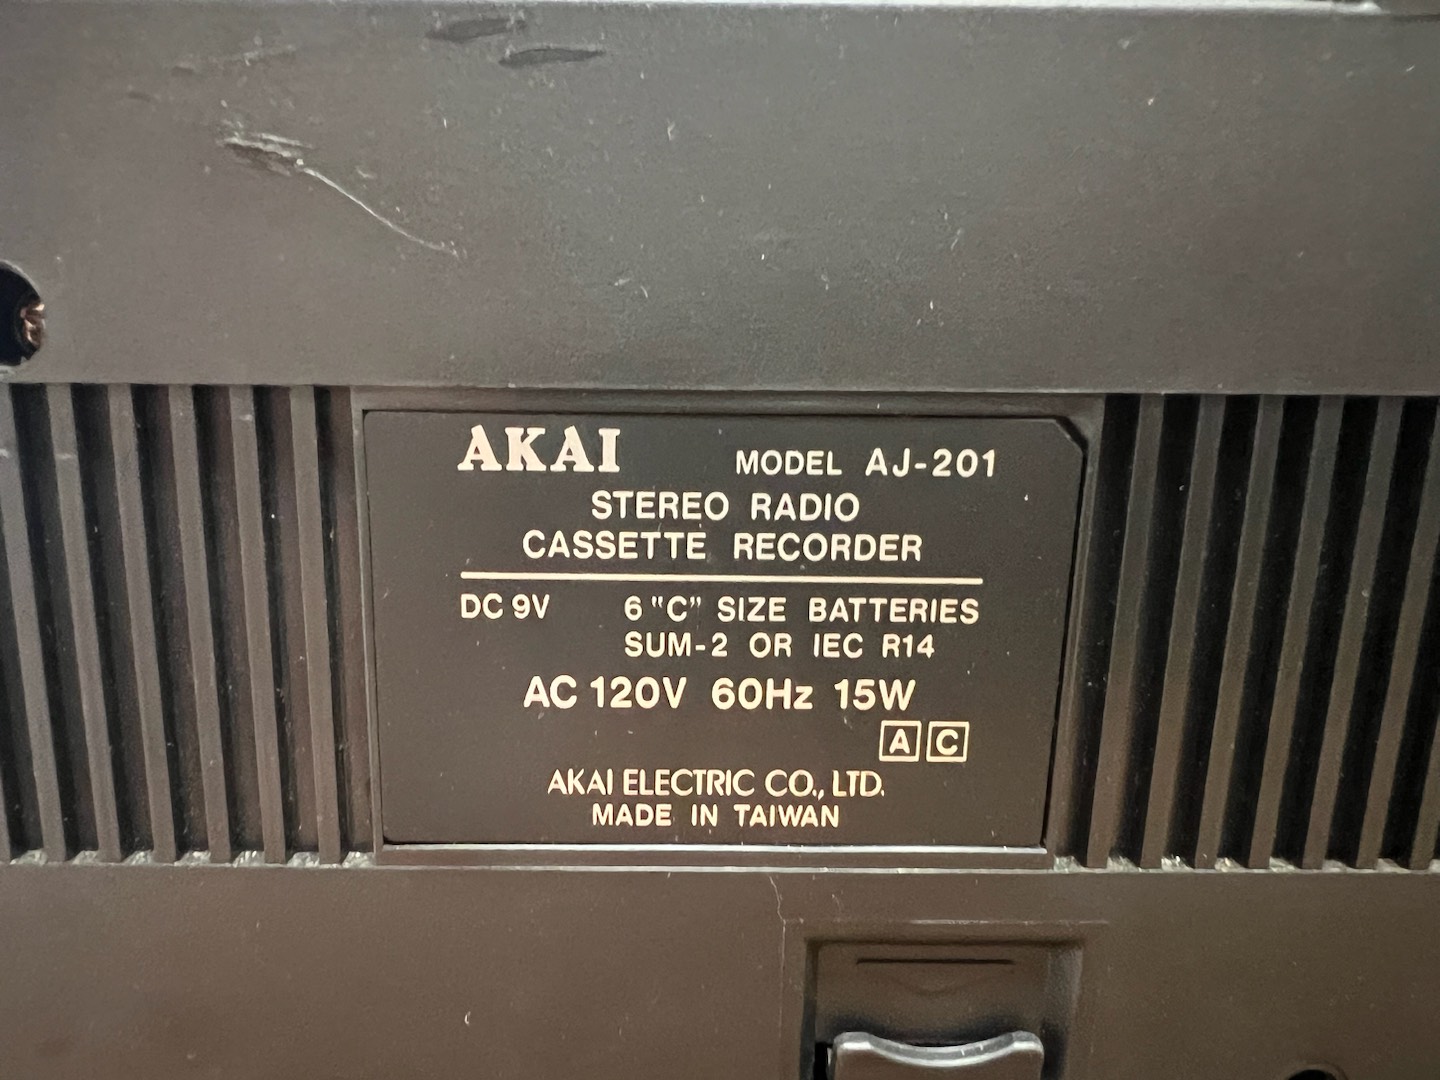 AKAI MODEL AJ-201
STEREO RADIO
CASSETTE RECORDER
DC 9V 6 "C" SIZE BATTERIES
SUM-2 OR IEC R14
AC 120V 60Hz 15W
A C
AKAI ELECTRIC CO., LTD.
MADE IN TAIWAN